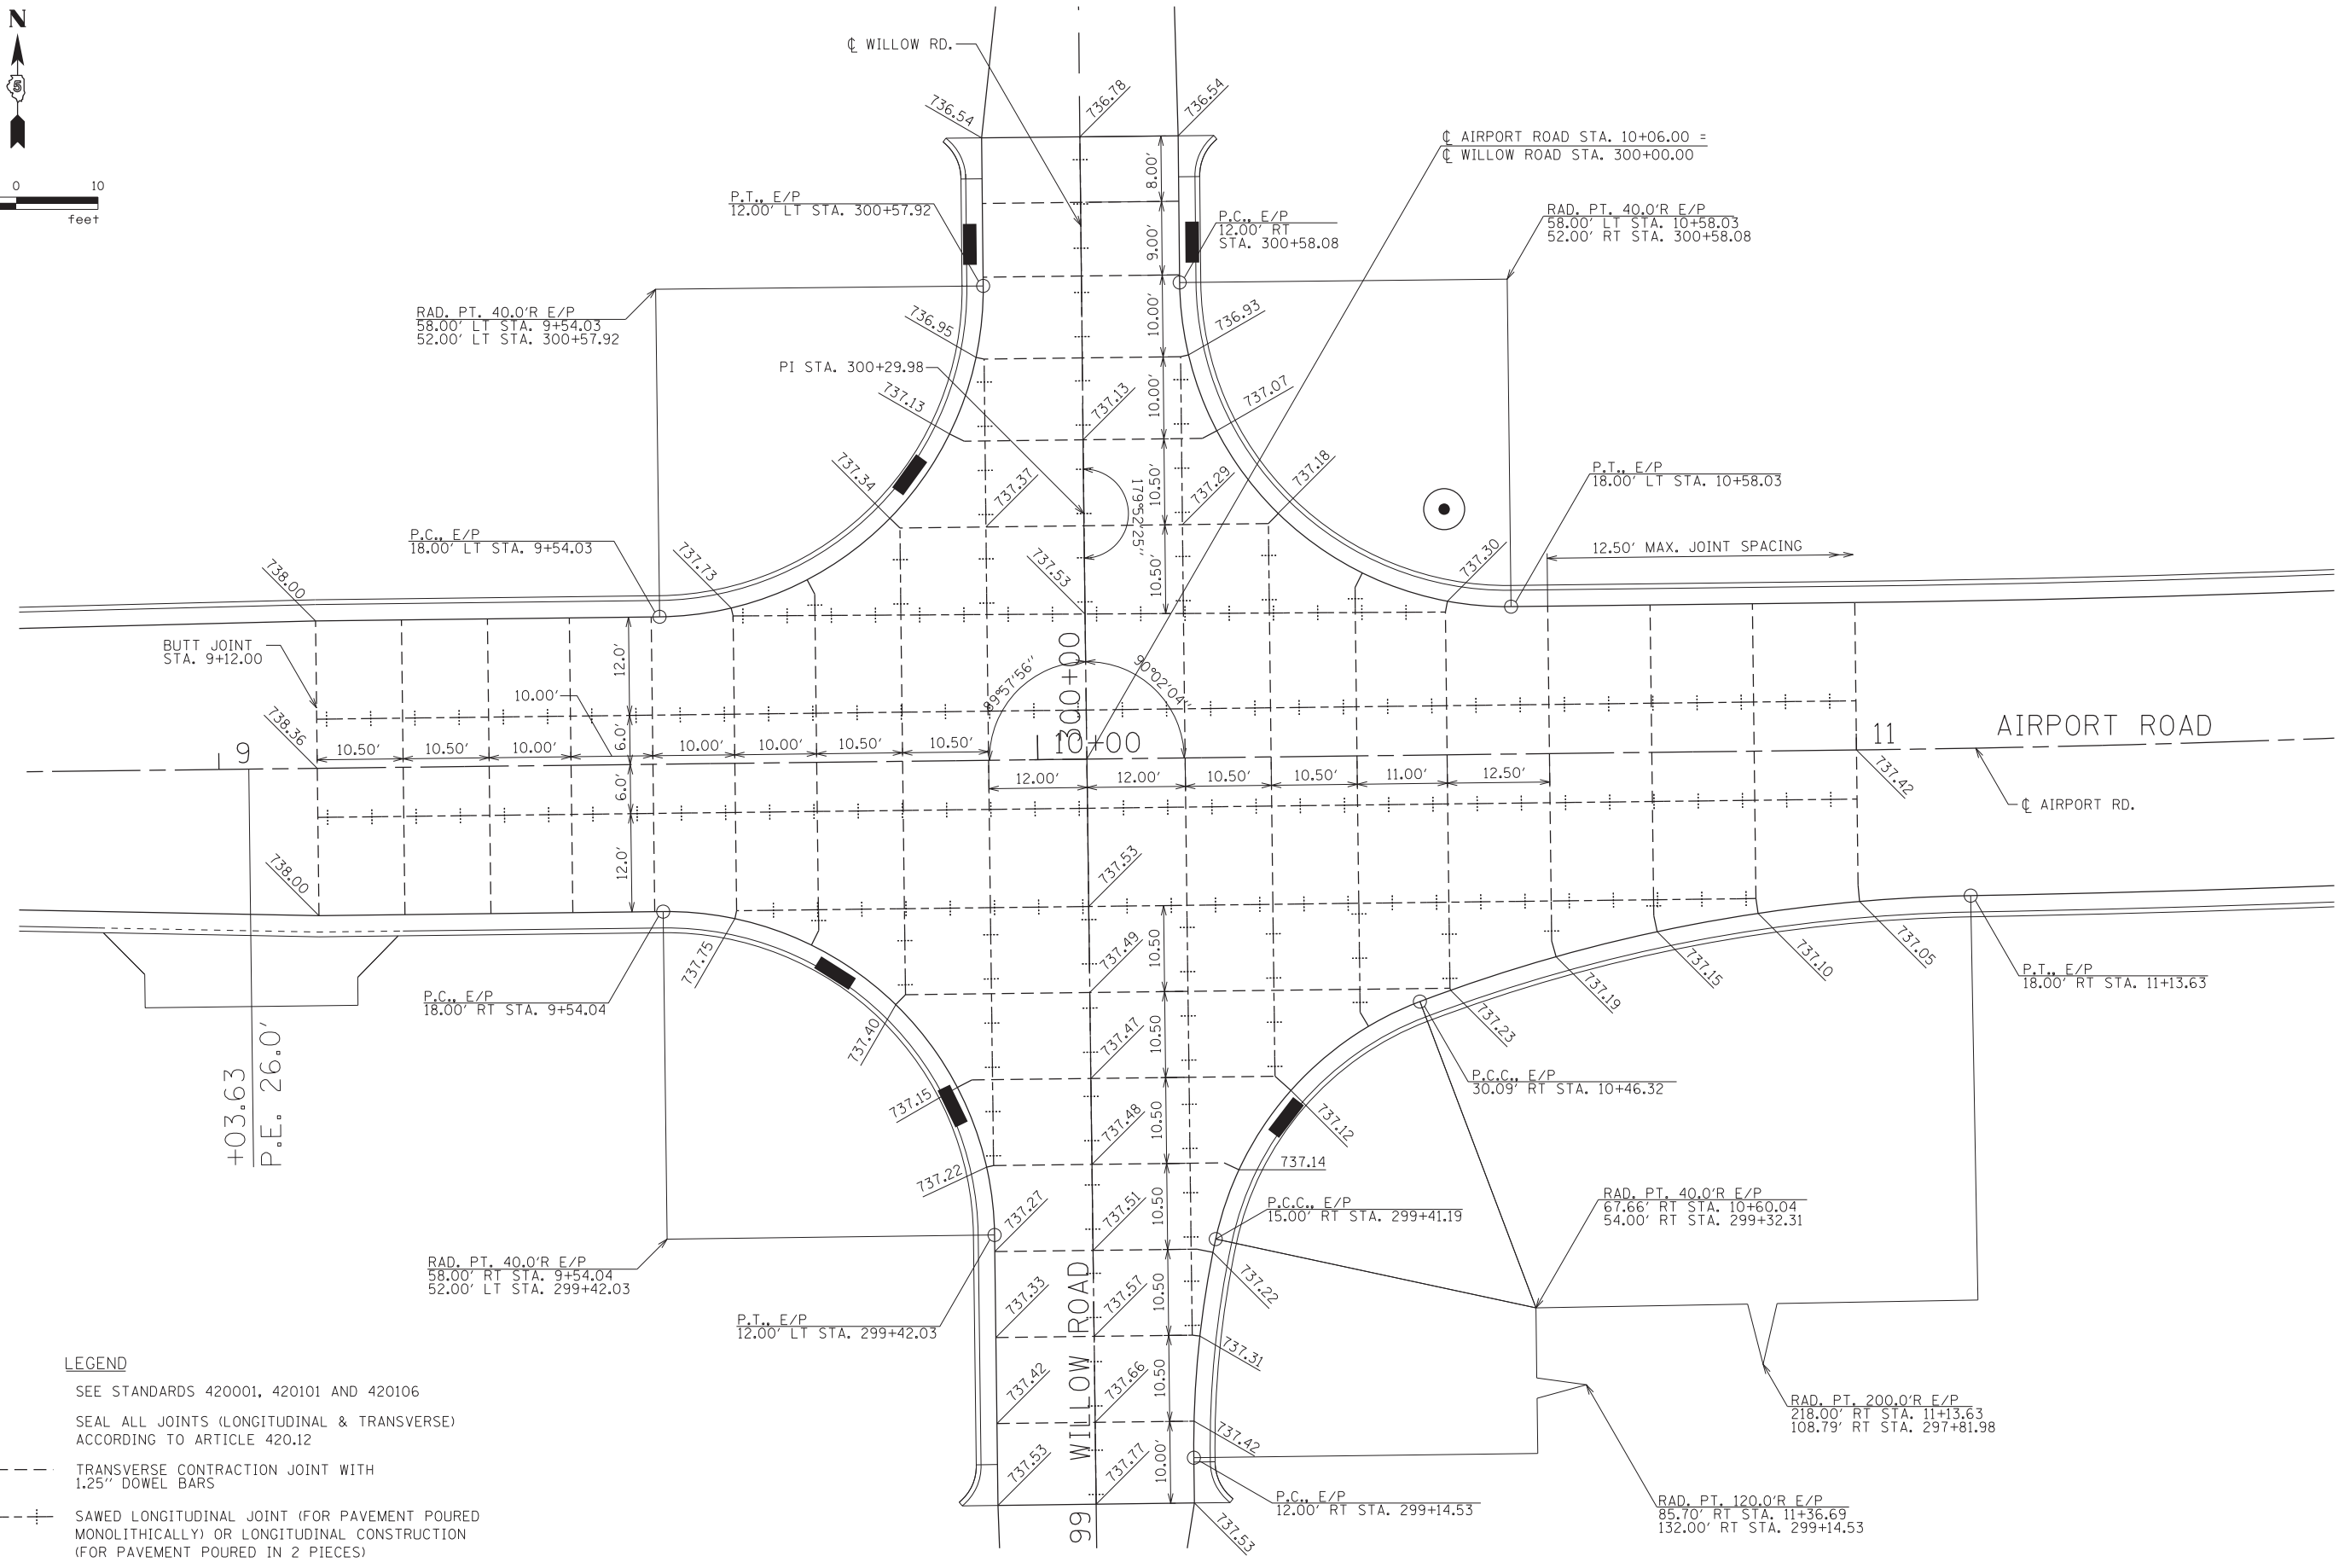 N
5
0 10
feet
℄ WILLOW RD.
736.54
736.78
736.54
℄ AIRPORT ROAD STA. 10+06.00 =
℄ WILLOW ROAD STA. 300+00.00
P.T., E/P
12.00' LT STA. 300+57.92
P.C., E/P
12.00' RT
STA. 300+58.08
RAD. PT. 40.0'R E/P
58.00' LT STA. 10+58.03
52.00' RT STA. 300+58.08
8.00'
9.00'
10.00'
10.00'
10.50'
10.50'
RAD. PT. 40.0'R E/P
58.00' LT STA. 9+54.03
52.00' LT STA. 300+57.92
736.95
736.93
PI STA. 300+29.98
737.13
737.13
737.07
737.34
737.37
737.29
737.18
179°52'25"
P.T., E/P
18.00' LT STA. 10+58.03
P.C., E/P
18.00' LT STA. 9+54.03
738.00
737.73
737.53
737.30
12.50' MAX. JOINT SPACING
BUTT JOINT
STA. 9+12.00
12.0'
6.0'
6.0'
12.0'
10.00'
89°57'56"
90°02'04"
300+00
738.36
9
10.50'
10.50'
10.00'
10.00'
10.00'
10.50'
10.50'
10+00
11
AIRPORT ROAD
12.00'
12.00'
10.50'
10.50'
11.00'
12.50'
737.42
℄ AIRPORT RD.
738.00
737.53
737.75
737.49
737.05
737.10
737.15
737.19
P.T., E/P
18.00' RT STA. 11+13.63
P.C., E/P
18.00' RT STA. 9+54.04
737.40
737.47
737.23
10.50
10.50
10.50
10.50
10.50
10.50
10.00'
+03.63
P.E. 26.0'
P.C.C., E/P
30.09' RT STA. 10+46.32
737.15
737.48
737.12
737.22
737.14
737.27
737.51
P.C.C., E/P
15.00' RT STA. 299+41.19
RAD. PT. 40.0'R E/P
67.66' RT STA. 10+60.04
54.00' RT STA. 299+32.31
RAD. PT. 40.0'R E/P
58.00' RT STA. 9+54.04
52.00' LT STA. 299+42.03
737.22
737.33
737.57
P.T., E/P
12.00' LT STA. 299+42.03
737.31
WILLOW ROAD
737.42
737.66
RAD. PT. 200.0'R E/P
218.00' RT STA. 11+13.63
108.79' RT STA. 297+81.98
737.42
737.53
737.77
P.C., E/P
12.00' RT STA. 299+14.53
RAD. PT. 120.0'R E/P
85.70' RT STA. 11+36.69
132.00' RT STA. 299+14.53
737.53
99
LEGEND
SEE STANDARDS 420001, 420101 AND 420106
SEAL ALL JOINTS (LONGITUDINAL & TRANSVERSE)
ACCORDING TO ARTICLE 420.12
TRANSVERSE CONTRACTION JOINT WITH
1.25" DOWEL BARS
SAWED LONGITUDINAL JOINT (FOR PAVEMENT POURED
MONOLITHICALLY) OR LONGITUDINAL CONSTRUCTION
(FOR PAVEMENT POURED IN 2 PIECES)